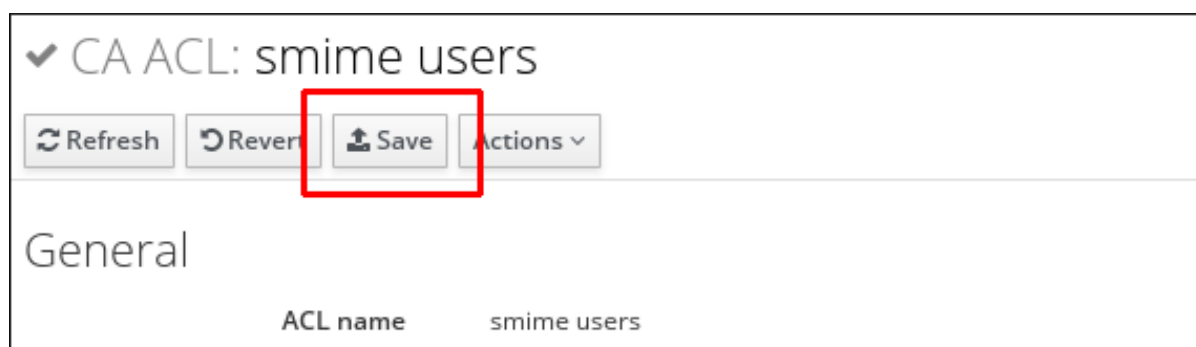 CA ACL: smime users
Refresh Revert Save Actions
General
ACL name smime users